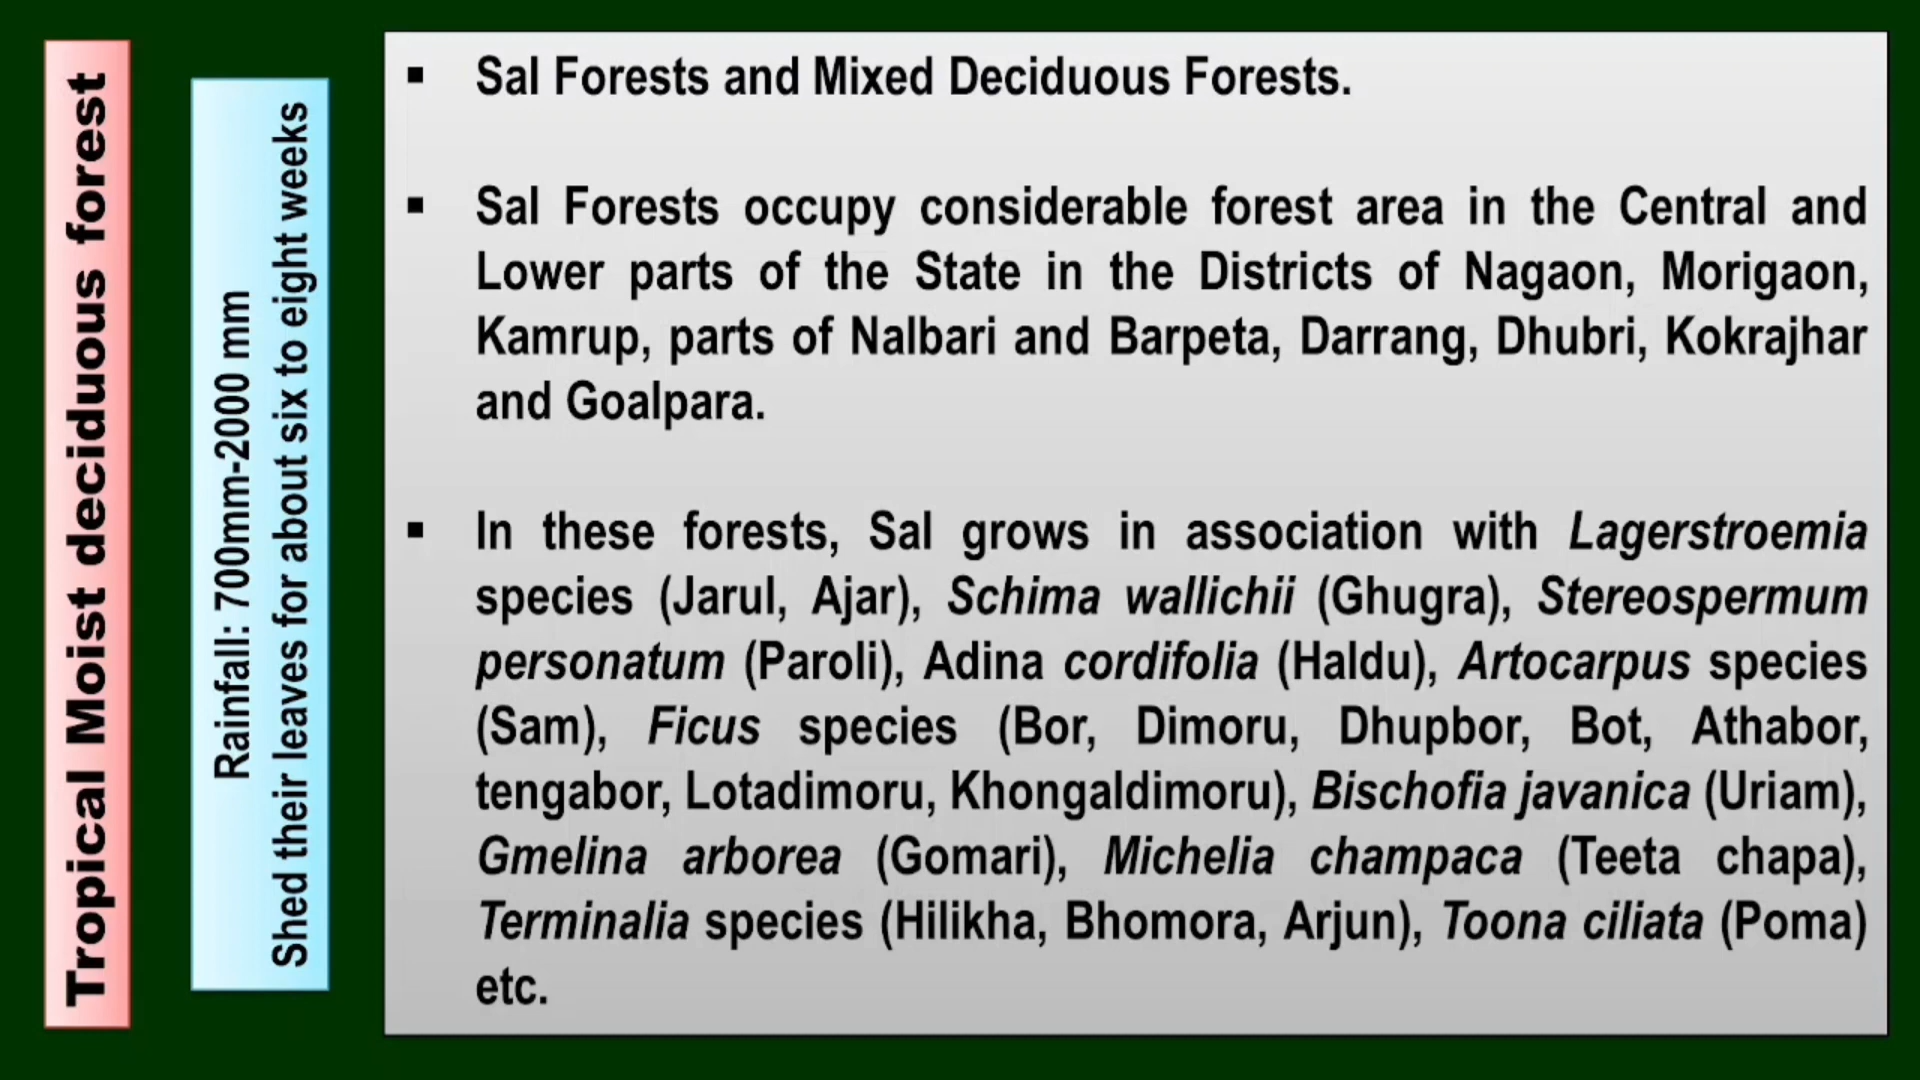 Tropical Moist deciduous forest
Rainfall: 700mm-2000 mm
Shed their leaves for about six to eight weeks
▪ Sal Forests and Mixed Deciduous Forests.
▪ Sal Forests occupy considerable forest area in the Central and
Lower parts of the State in the Districts of Nagaon, Morigaon,
Kamrup, parts of Nalbari and Barpeta, Darrang, Dhubri, Kokrajhar
and Goalpara.
▪ In these forests, Sal grows in association with Lagerstroemia
species (Jarul, Ajar), Schima wallichii (Ghugra), Stereospermum
personatum (Paroli), Adina cordifolia (Haldu), Artocarpus species
(Sam), Ficus species (Bor, Dimoru, Dhupbor, Bot, Athabor,
tengabor, Lotadimoru, Khongaldimoru), Bischofia javanica (Uriam),
Gmelina arborea (Gomari), Michelia champaca (Teeta chapa),
Terminalia species (Hilikha, Bhomora, Arjun), Toona ciliata (Poma)
etc.